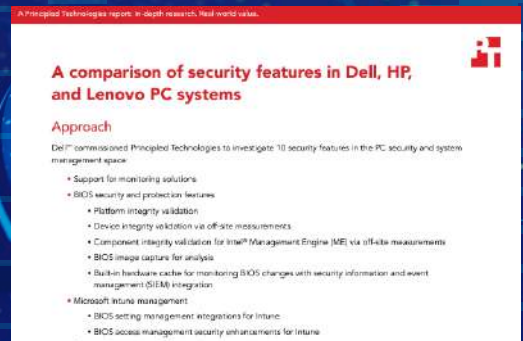 A Principled Technologies report: In-depth research. Real-world value.
PT
A comparison of security features in Dell, HP,
and Lenovo PC systems
Approach
Dell™ commissioned Principled Technologies to investigate 10 security features in the PC security and system
management space:
• Support for monitoring solutions
• BIOS security and protection features
• Platform integrity validation
• Device integrity validation via off-site measurements
• Component integrity validation for Intel® Management Engine (ME) via off-site measurements
• BIOS image capture for analysis
• Built-in hardware cache for monitoring BIOS changes with security information and event
management (SIEM) integration
• Microsoft Intune management
• BIOS setting management integrations for Intune
• BIOS access management security enhancements for Intune